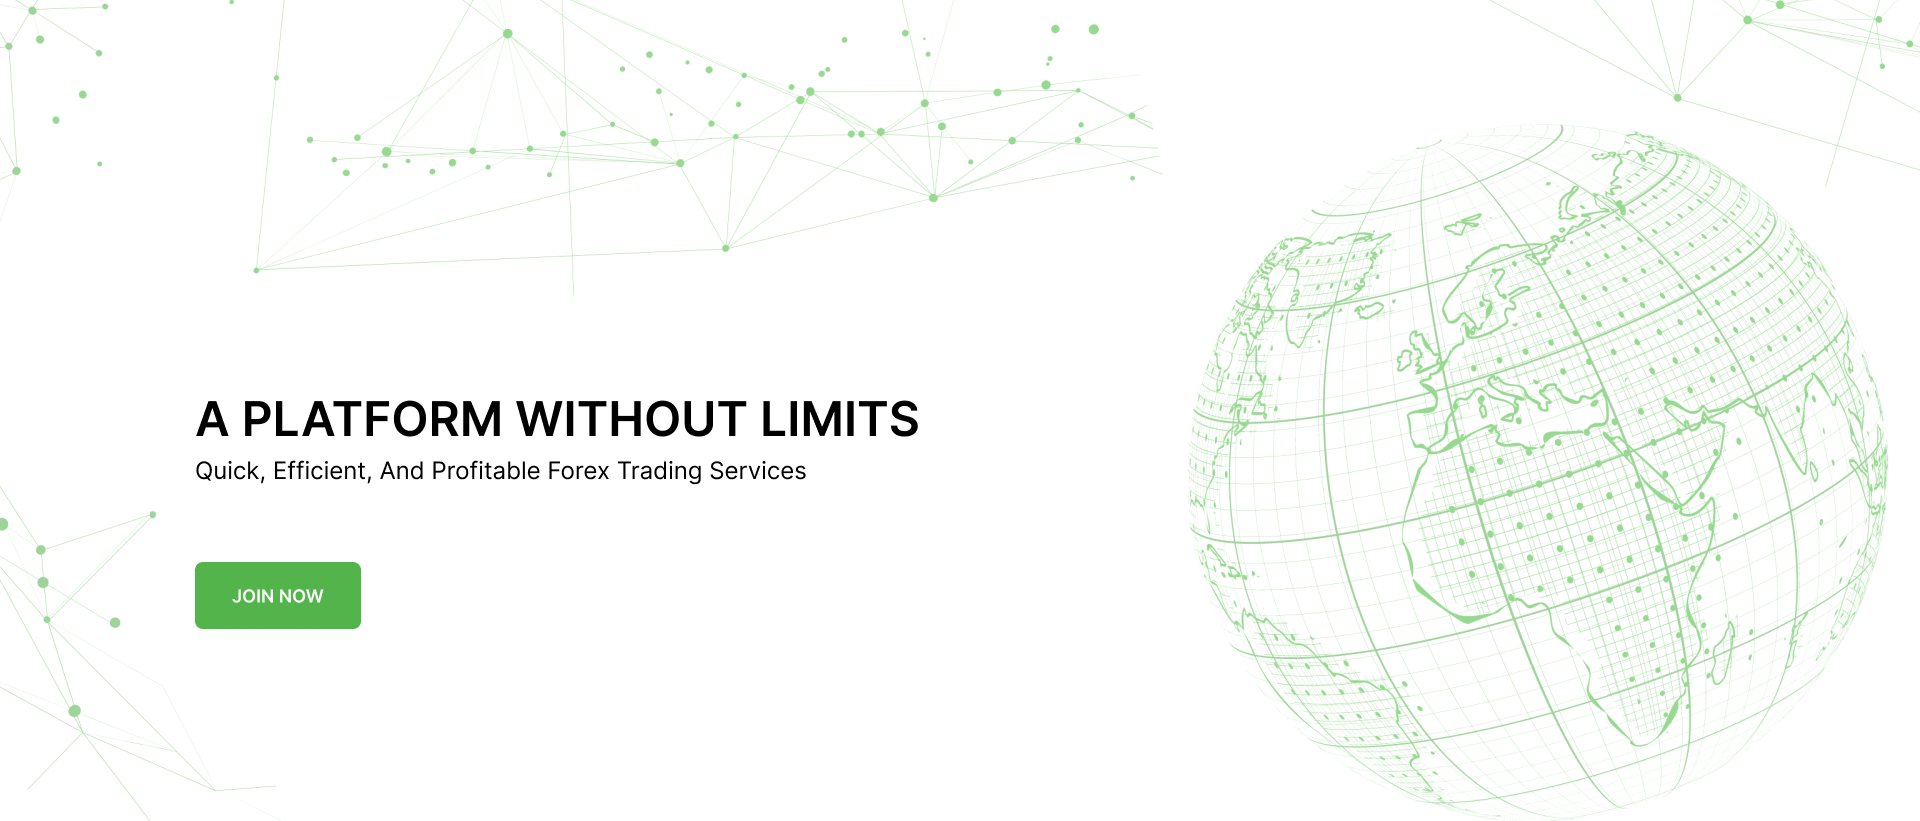 A PLATFORM WITHOUT LIMITS
Quick, Efficient, And Profitable Forex Trading Services
JOIN NOW